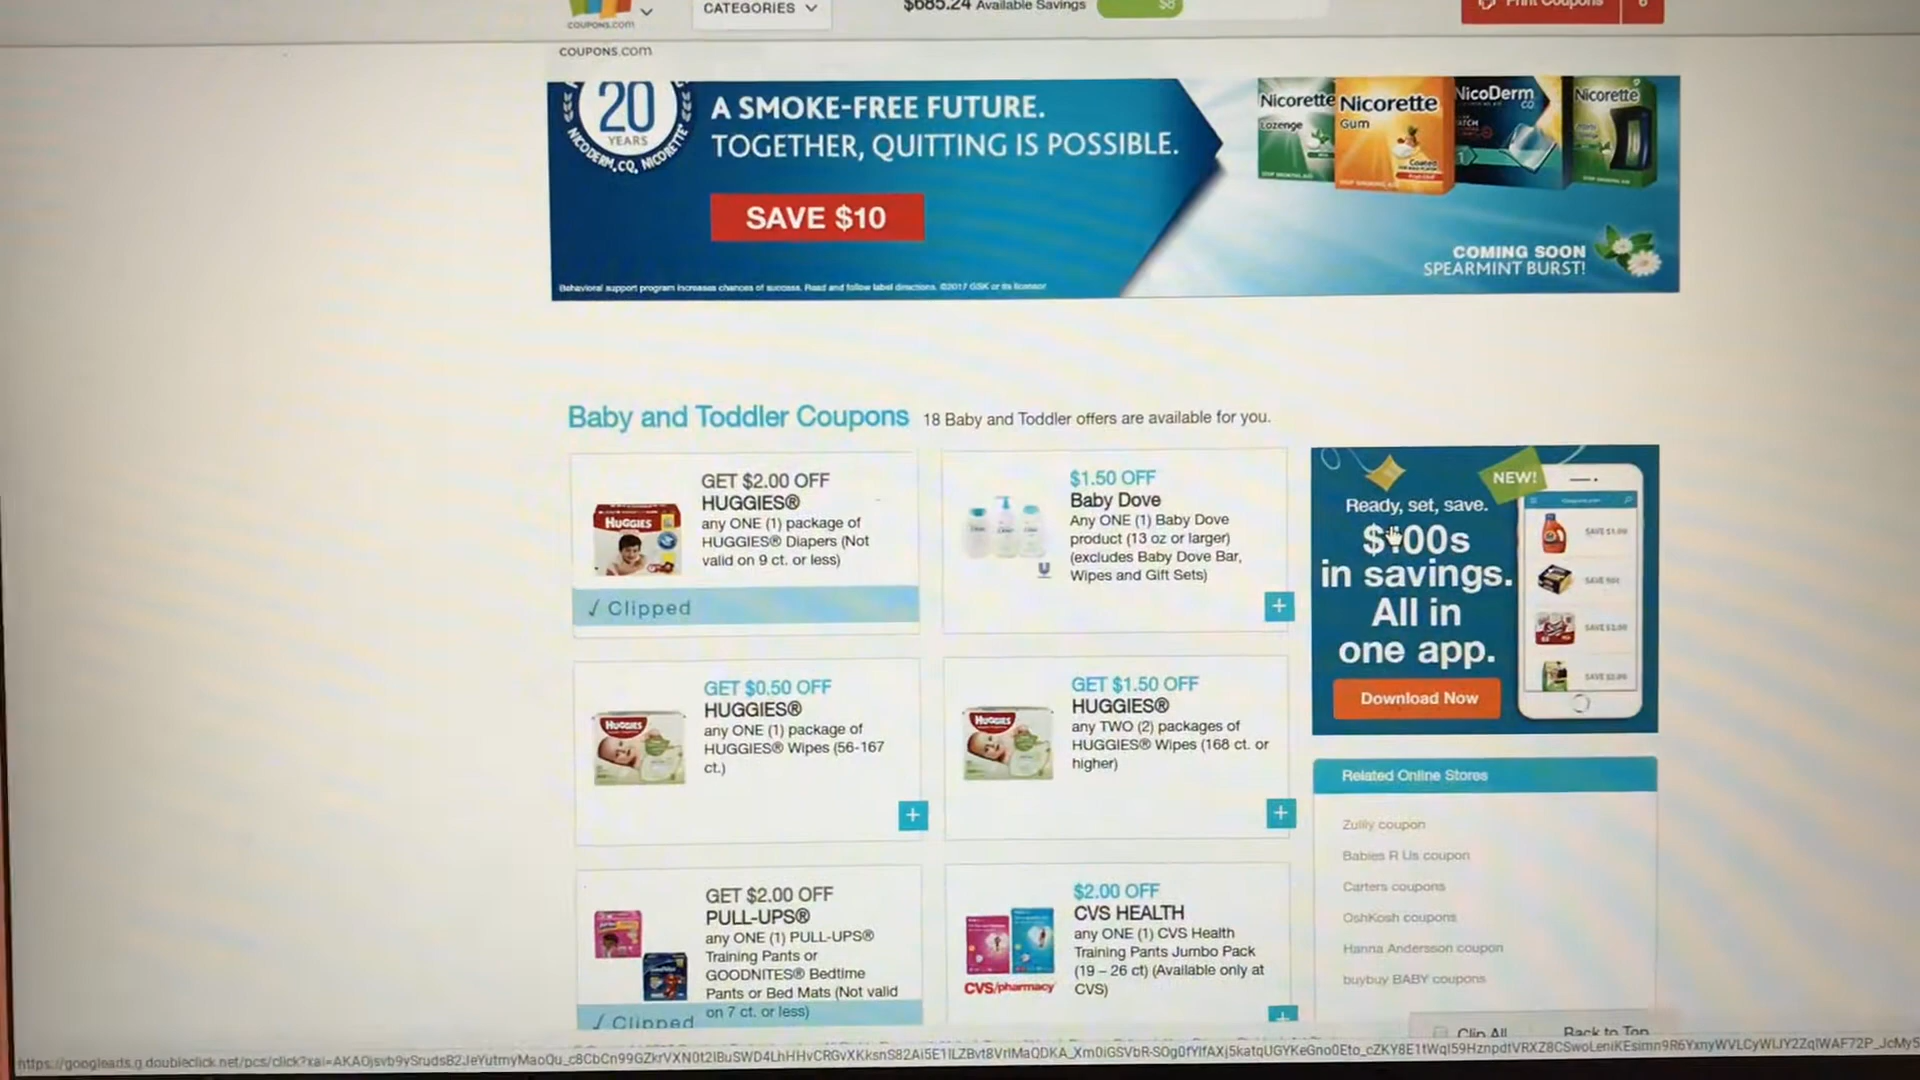 COUPONS.com
CATEGORIES
$685.24 Available Savings
$8
Print Coupons
6
COUPONS.com
20
YEARS
NICODERM CQ, NICORETTE
A SMOKE-FREE FUTURE.
TOGETHER, QUITTING IS POSSIBLE.
SAVE $10
Behavioral support program increases chances of success. Read and follow label directions. ©2017 GSK or its licensor
Nicorette
Lozenge
Nicorette
Gum
Coated
NicoDerm
CQ
Nicorette
COMING SOON
SPEARMINT BURST!
Baby and Toddler Coupons
18 Baby and Toddler offers are available for you.
HUGGIES
GET $2.00 OFF
HUGGIES®
any ONE (1) package of
HUGGIES® Diapers (Not
valid on 9 ct. or less)
✓ Clipped
$1.50 OFF
Baby Dove
Any ONE (1) Baby Dove
product (13 oz or larger)
(excludes Baby Dove Bar,
Wipes and Gift Sets)
+
HUGGIES
GET $0.50 OFF
HUGGIES®
any ONE (1) package of
HUGGIES® Wipes (56-167
ct.)
+
HUGGIES
GET $1.50 OFF
HUGGIES®
any TWO (2) packages of
HUGGIES® Wipes (168 ct. or
higher)
+
GET $2.00 OFF
PULL-UPS®
any ONE (1) PULL-UPS®
Training Pants or
GOODNITES® Bedtime
Pants or Bed Mats (Not valid
on 7 ct. or less)
✓ Clipped
$2.00 OFF
CVS HEALTH
any ONE (1) CVS Health
Training Pants Jumbo Pack
(19 – 26 ct) (Available only at
CVS)
CVS/pharmacy
+
NEW!
Ready, set, save.
$100s
in savings.
All in
one app.
Download Now
SAVE $1.00
SAVE $2.00
Related Online Stores
Zulily coupon
Babies R Us coupon
Carters coupons
OshKosh coupons
Hanna Andersson coupon
buybuy BABY coupons
Clip All
Back to Top